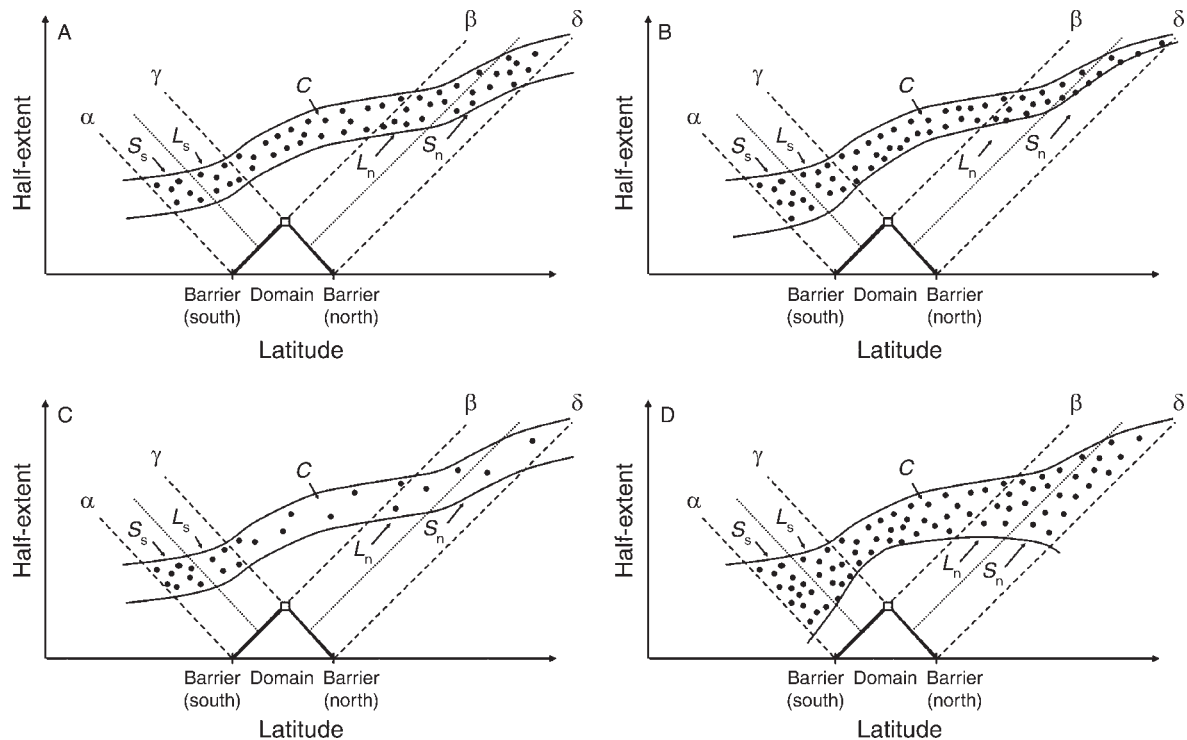 A
β
δ
γ
C
α
Sₛ
Lₛ
Lₙ
Sₙ
Half-extent
Barrier (south)
Domain
Barrier (north)
Latitude
B
β
δ
γ
C
α
Sₛ
Lₛ
Lₙ
Sₙ
Half-extent
Barrier (south)
Domain
Barrier (north)
Latitude
C
β
δ
γ
C
α
Sₛ
Lₛ
Lₙ
Sₙ
Half-extent
Barrier (south)
Domain
Barrier (north)
Latitude
D
β
δ
γ
C
α
Sₛ
Lₛ
Lₙ
Sₙ
Half-extent
Barrier (south)
Domain
Barrier (north)
Latitude